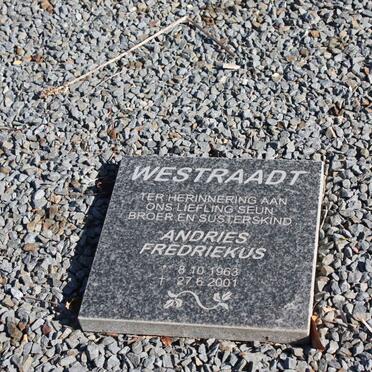 WESTRAADT
TER HERINNERING AAN
ONS LIEFLING SEUN
BROER EN SUSTERSKIND
ANDRIES
FREDRIEKUS
* 8.10.1963
† 27.6.2001